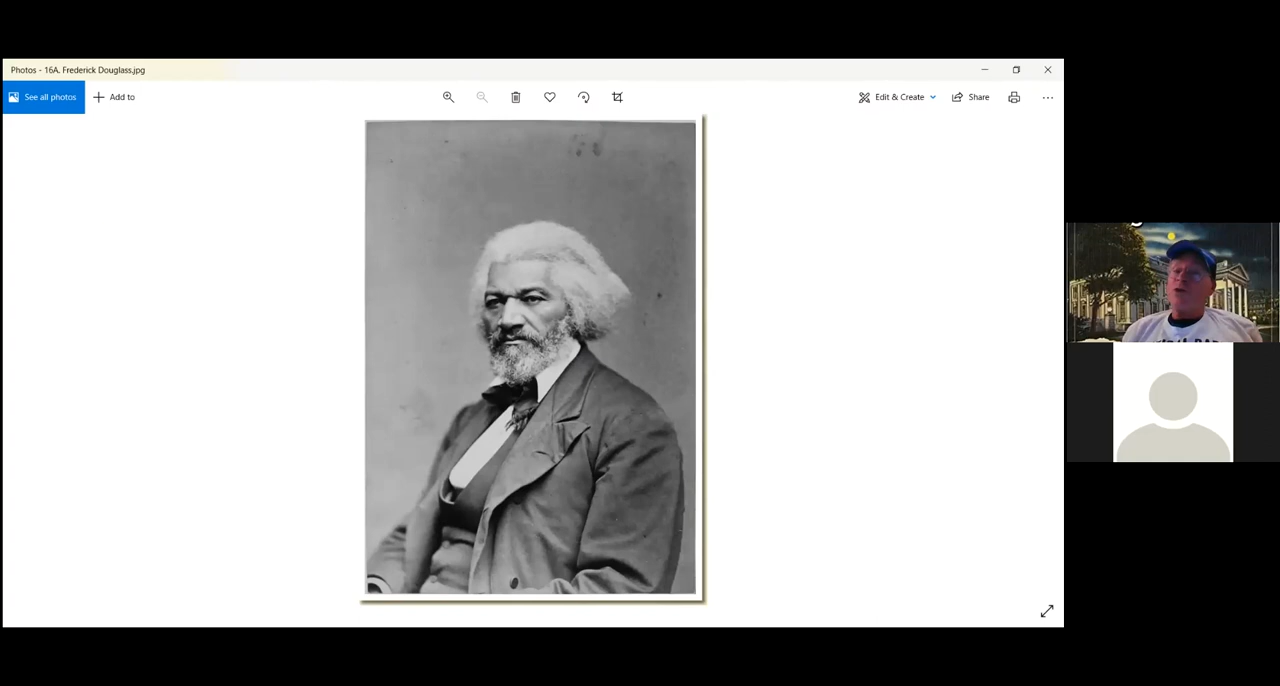 Photos - 16A. Frederick Douglass.jpg
See all photos
Add to
Edit & Create
Share